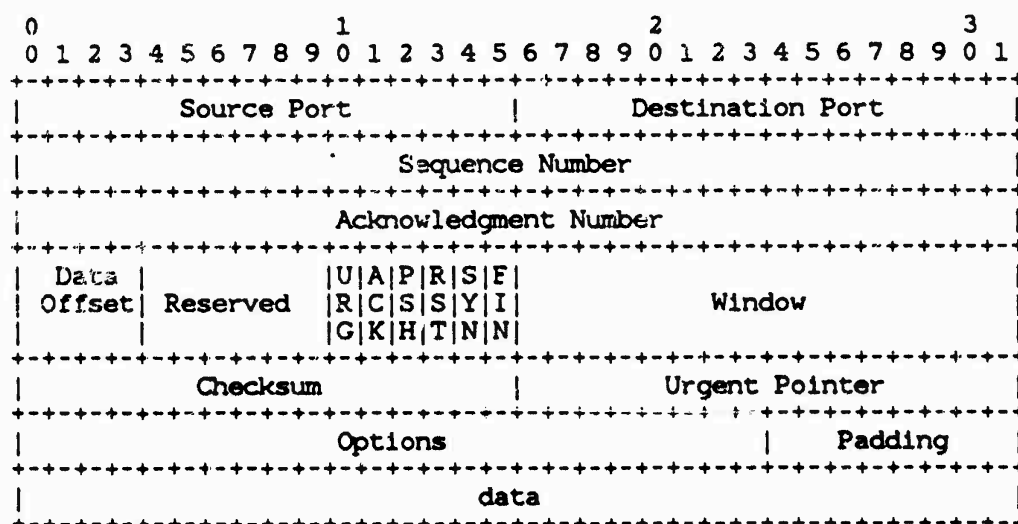 0 1 2 3
0 1 2 3 4 5 6 7 8 9 0 1 2 3 4 5 6 7 8 9 0 1 2 3 4 5 6 7 8 9 0 1
+-+-+-+-+-+-+-+-+-+-+-+-+-+-+-+-+-+-+-+-+-+-+-+-+-+-+-+-+-+-+-+-+
| Source Port | Destination Port |
+-+-+-+-+-+-+-+-+-+-+-+-+-+-+-+-+-+-+-+-+-+-+-+-+-+-+-+-+-+-+-+-+
| Sequence Number |
+-+-+-+-+-+-+-+-+-+-+-+-+-+-+-+-+-+-+-+-+-+-+-+-+-+-+-+-+-+-+-+-+
| Acknowledgment Number |
+-+-+-+-+-+-+-+-+-+-+-+-+-+-+-+-+-+-+-+-+-+-+-+-+-+-+-+-+-+-+-+-+
| Data | |U|A|P|R|S|F| |
| Offset| Reserved |R|C|S|S|Y|I| Window |
| | |G|K|H|T|N|N| |
+-+-+-+-+-+-+-+-+-+-+-+-+-+-+-+-+-+-+-+-+-+-+-+-+-+-+-+-+-+-+-+-+
| Checksum | Urgent Pointer |
+-+-+-+-+-+-+-+-+-+-+-+-+-+-+-+-+-+-+-+-+-+-+-+-+-+-+-+-+-+-+-+-+
| Options | Padding |
+-+-+-+-+-+-+-+-+-+-+-+-+-+-+-+-+-+-+-+-+-+-+-+-+-+-+-+-+-+-+-+-+
| data |
+-+-+-+-+-+-+-+-+-+-+-+-+-+-+-+-+-+-+-+-+-+-+-+-+-+-+-+-+-+-+-+-+